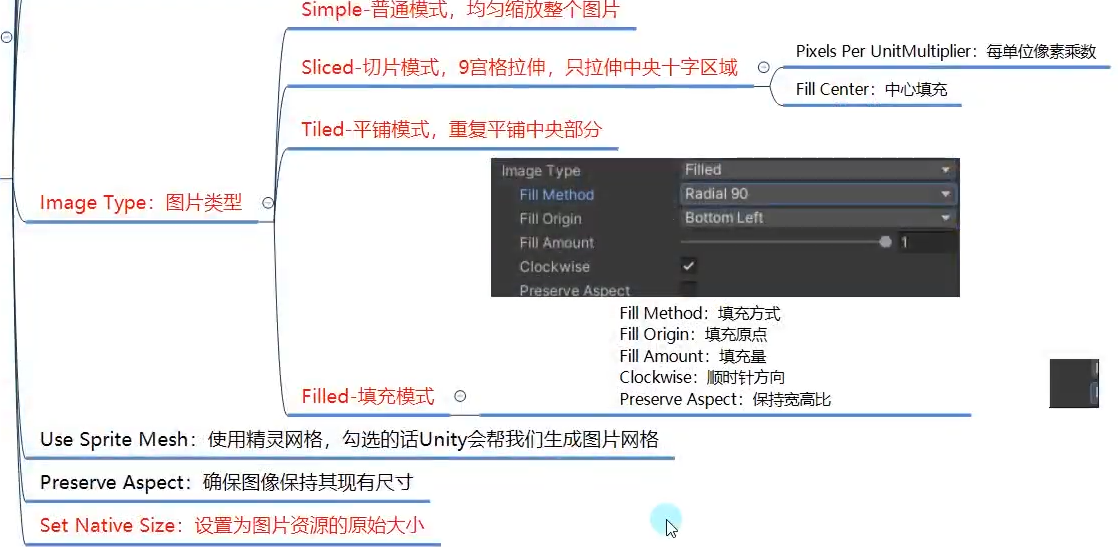 Simple-普通模式，均匀缩放整个图片
Sliced-切片模式，9宫格拉伸，只拉伸中央十字区域
Pixels Per UnitMultiplier：每单位像素乘数
Fill Center：中心填充
Tiled-平铺模式，重复平铺中央部分
Image Type：图片类型
Image Type Filled
Fill Method Radial 90
Fill Origin Bottom Left
Fill Amount 1
Clockwise
Preserve Aspect
Fill Method：填充方式
Fill Origin：填充原点
Fill Amount：填充量
Clockwise：顺时针方向
Preserve Aspect：保持宽高比
Filled-填充模式
Use Sprite Mesh：使用精灵网格，勾选的话Unity会帮我们生成图片网格
Preserve Aspect：确保图像保持其现有尺寸
Set Native Size：设置为图片资源的原始大小